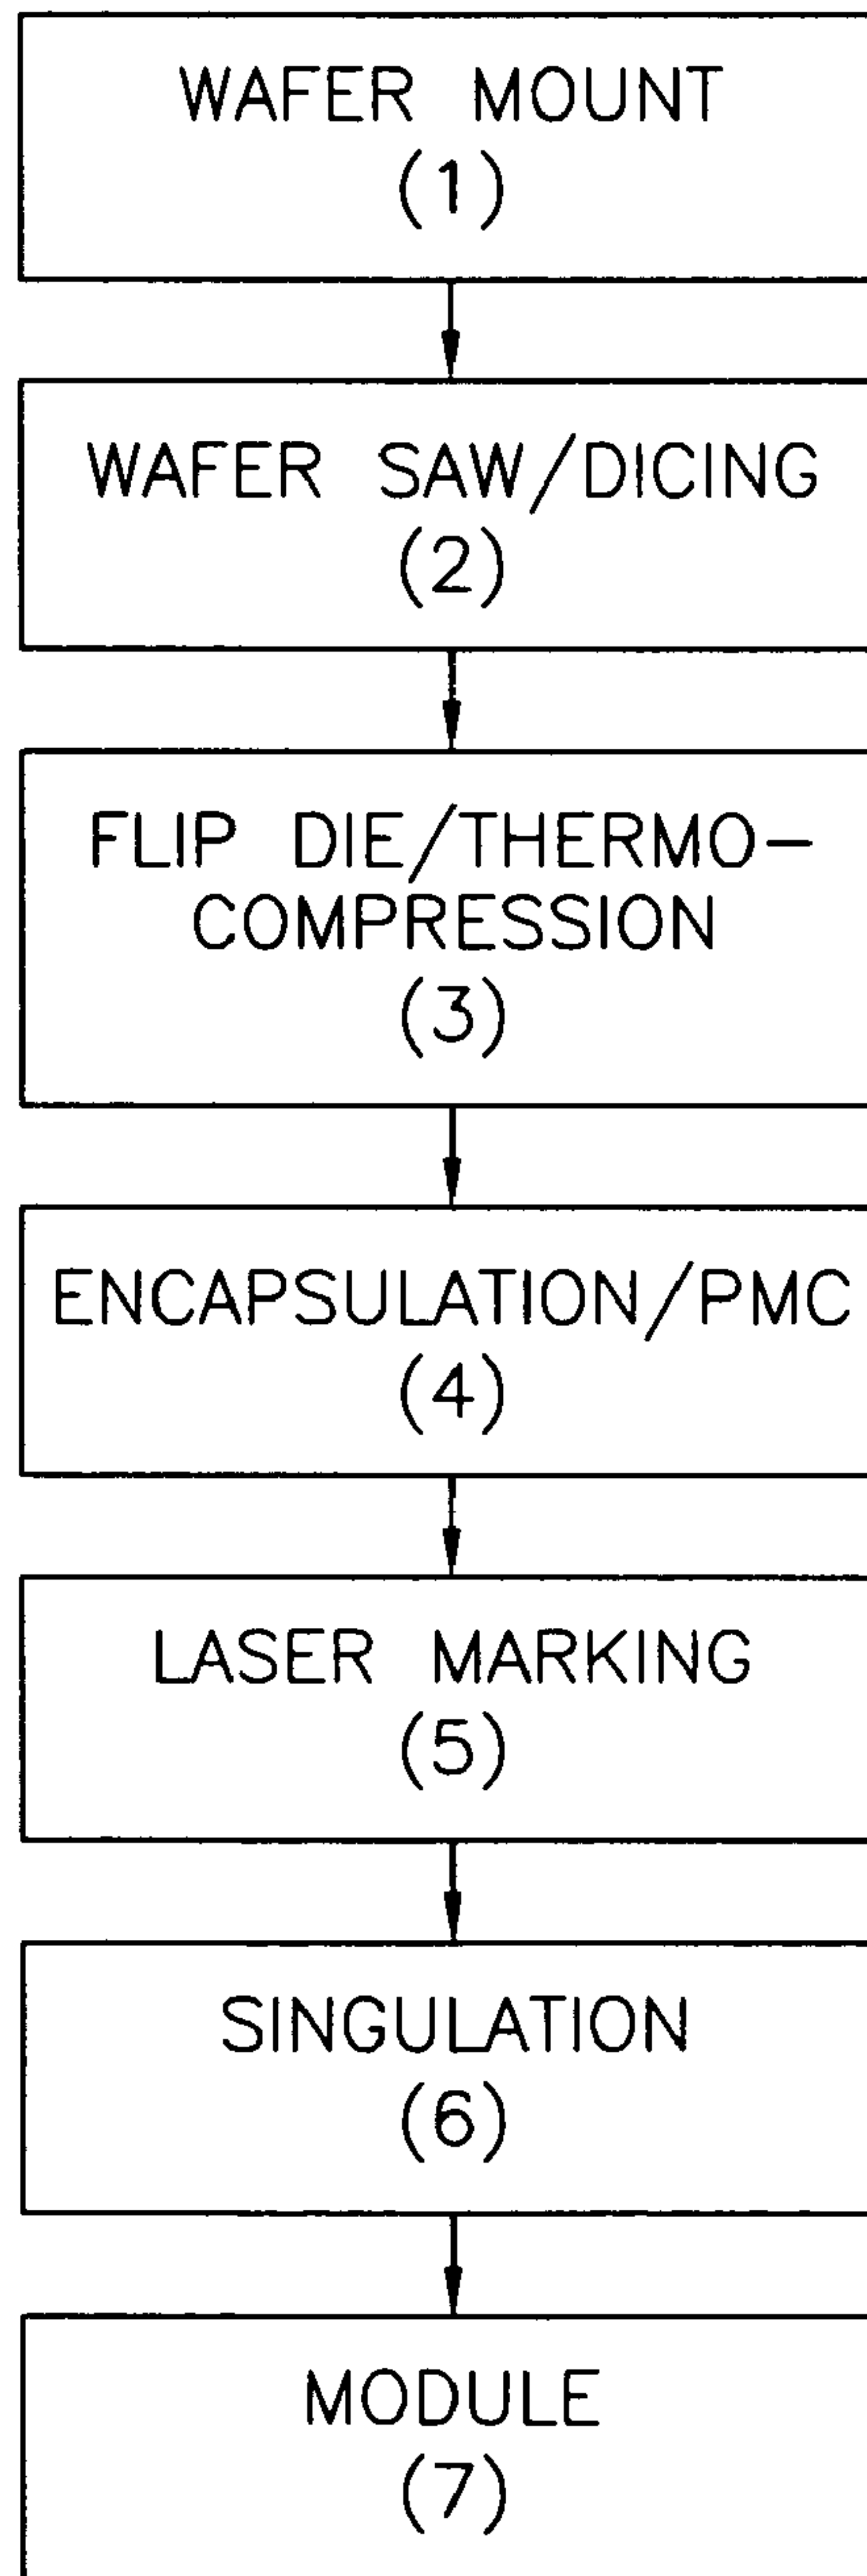 WAFER MOUNT
(1)
WAFER SAW/DICING
(2)
FLIP DIE/THERMO-
COMPRESSION
(3)
ENCAPSULATION/PMC
(4)
LASER MARKING
(5)
SINGULATION
(6)
MODULE
(7)